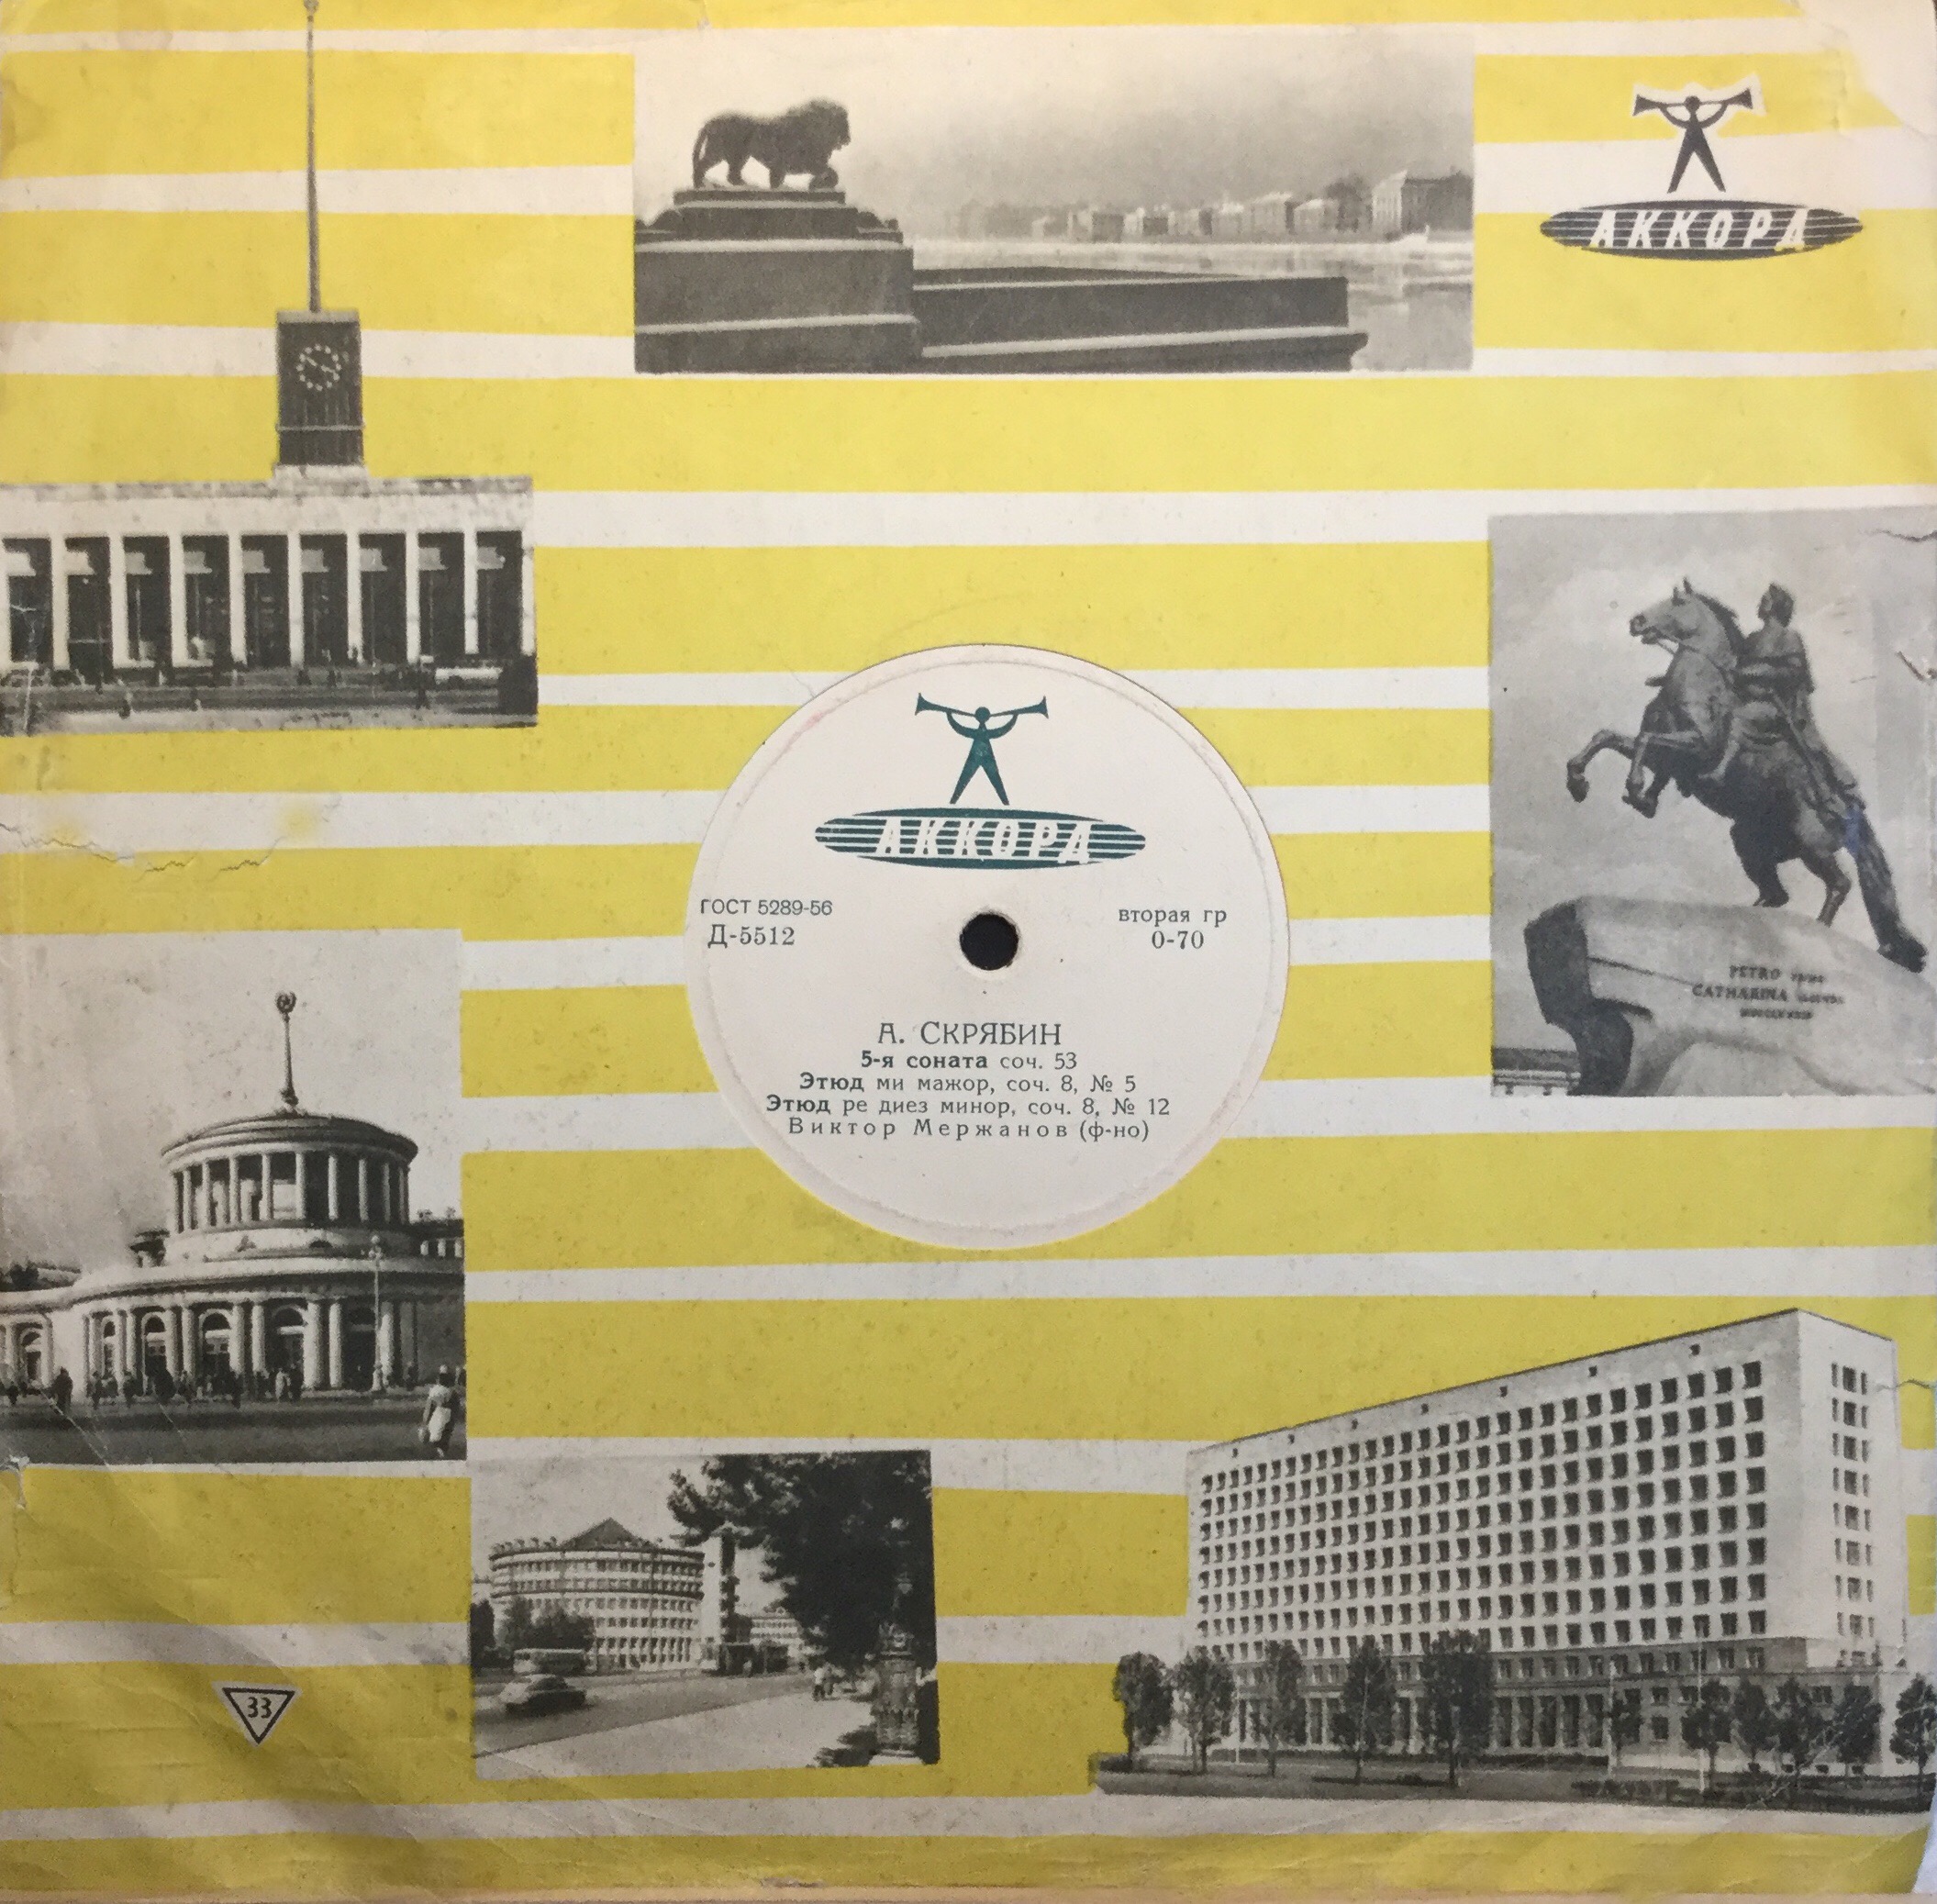 АККОРД
АККОРД
ГОСТ 5289-56
Д-5512
вторая гр
0-70
А. СКРЯБИН
5-я соната соч. 53
Этюд ми мажор, соч. 8, № 5
Этюд ре диез минор, соч. 8, № 12
Виктор Мержанов (ф-но)
PETRO
CATHARINA
33